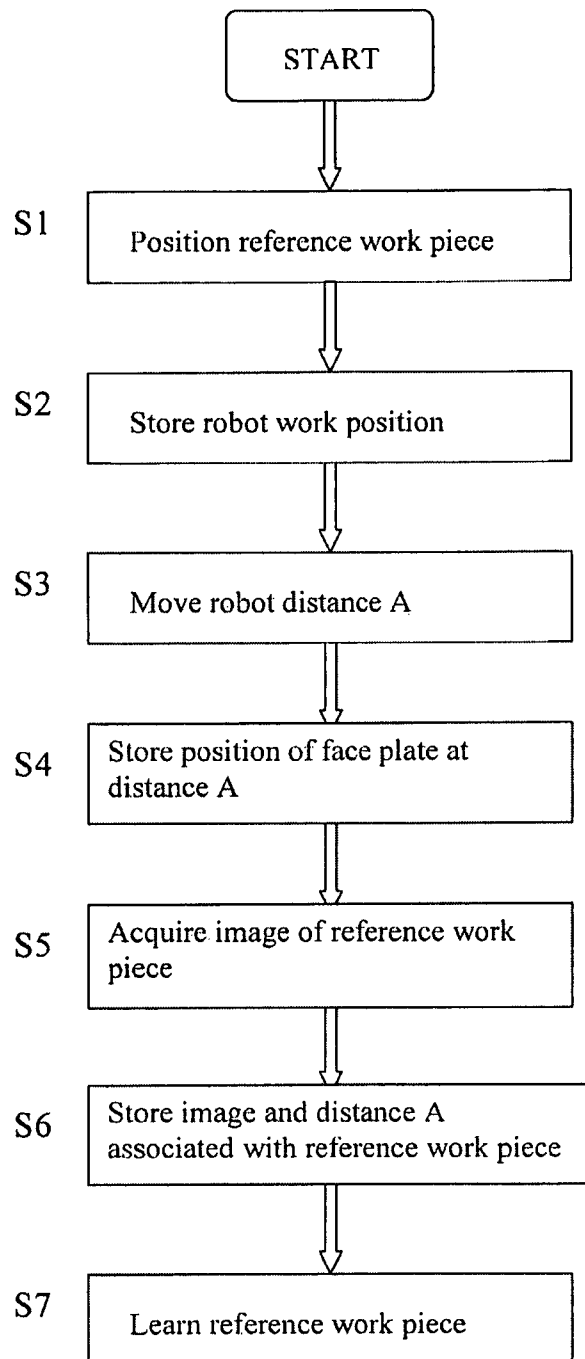 START
S1
Position reference work piece
S2
Store robot work position
S3
Move robot distance A
S4
Store position of face plate at
distance A
S5
Acquire image of reference work
piece
S6
Store image and distance A
associated with reference work piece
S7
Learn reference work piece